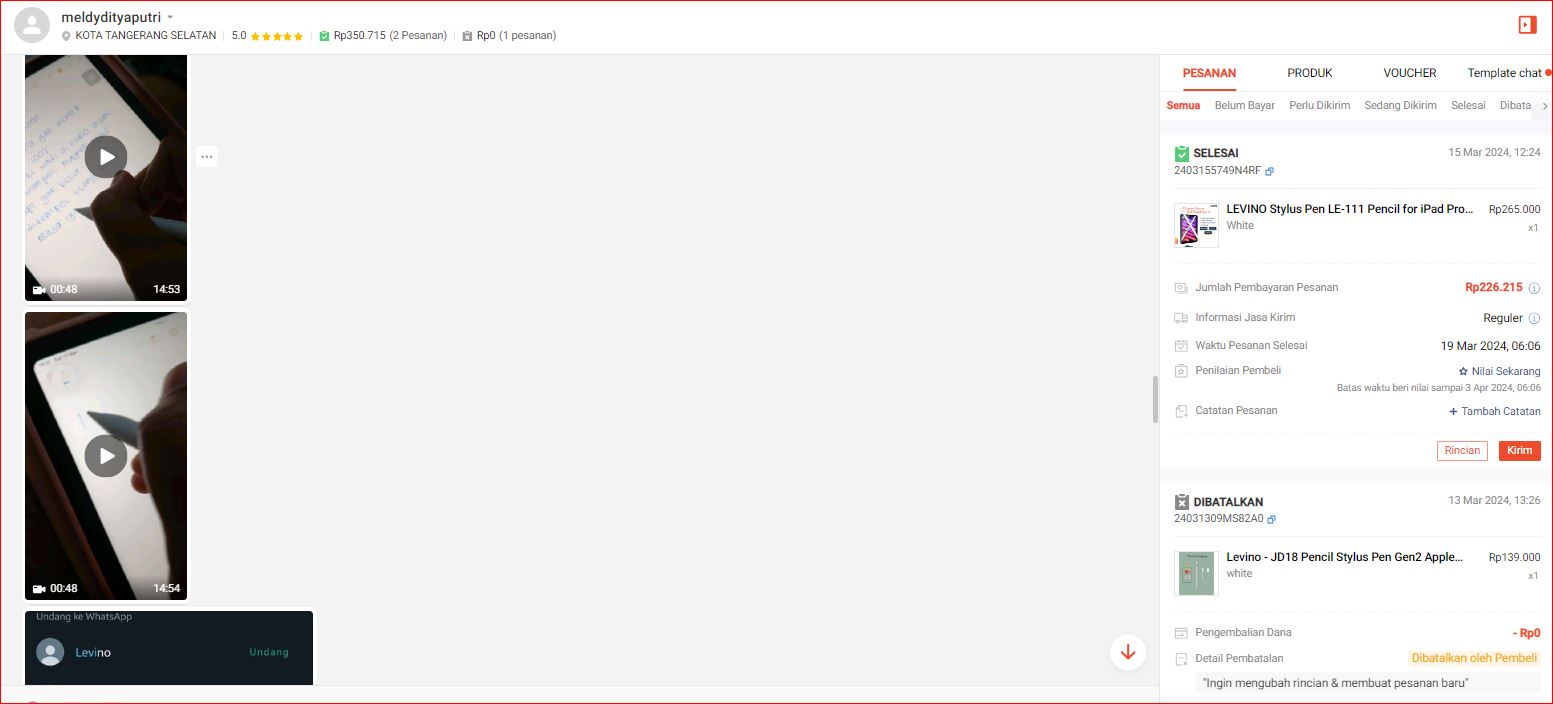 meldydityaputri
KOTA TANGERANG SELATAN 5.0 Rp350.715 (2 Pesanan) Rp0 (1 pesanan)
00:48 14:53
00:48 14:54
Undang ke WhatsApp
Levino Undang
PESANAN PRODUK VOUCHER Template chat
Semua Belum Bayar Perlu Dikirim Sedang Dikirim Selesai Dibata
SELESAI 15 Mar 2024, 12:24
2403155749N4RF
LEVINO Stylus Pen LE-111 Pencil for iPad Pro... Rp265.000
White x1
Jumlah Pembayaran Pesanan Rp226.215
Informasi Jasa Kirim Reguler
Waktu Pesanan Selesai 19 Mar 2024, 06:06
Penilaian Pembeli Nilai Sekarang
Batas waktu beri nilai sampai 3 Apr 2024, 06:06
Catatan Pesanan + Tambah Catatan
Rincian Kirim
DIBATALKAN 13 Mar 2024, 13:26
24031309MS82A0
Levino - JD18 Pencil Stylus Pen Gen2 Apple... Rp139.000
white x1
Pengembalian Dana - Rp0
Detail Pembatalan Dibatalkan oleh Pembeli
"Ingin mengubah rincian & membuat pesanan baru"